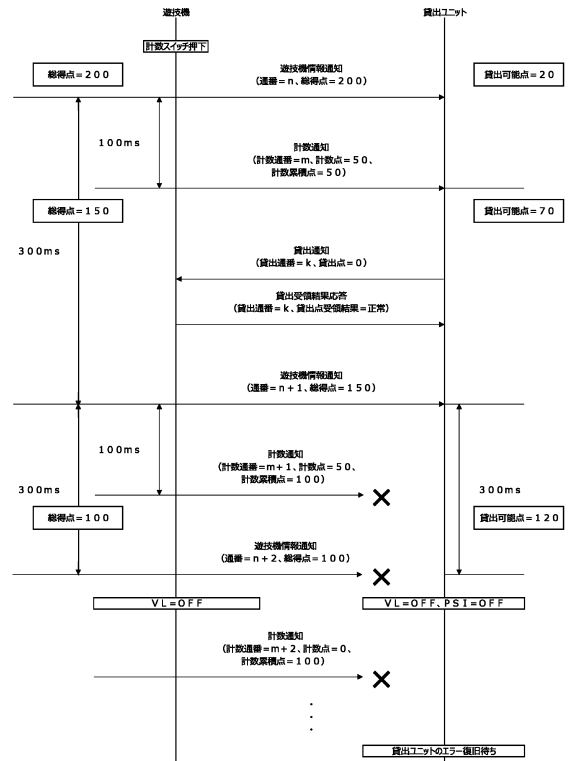 遊技機
貸出ユニット
計数スイッチ押下
総得点=200
遊技機情報通知
(通番=n、総得点=200)
貸出可能点=20
100ms
計数通知
(計数通番=m、計数点=50、
計数累積点=50)
総得点=150
貸出可能点=70
300ms
貸出通知
(貸出通番=k、貸出点=0)
貸出受領結果応答
(貸出通番=k、貸出点受領結果=正常)
遊技機情報通知
(通番=n+1、総得点=150)
100ms
計数通知
(計数通番=m+1、計数点=50、
計数累積点=100)
300ms
300ms
総得点=100
貸出可能点=120
遊技機情報通知
(通番=n+2、総得点=100)
VL=OFF
VL=OFF、PSI=OFF
計数通知
(計数通番=m+2、計数点=0、
計数累積点=100)
貸出ユニットのエラー復旧待ち